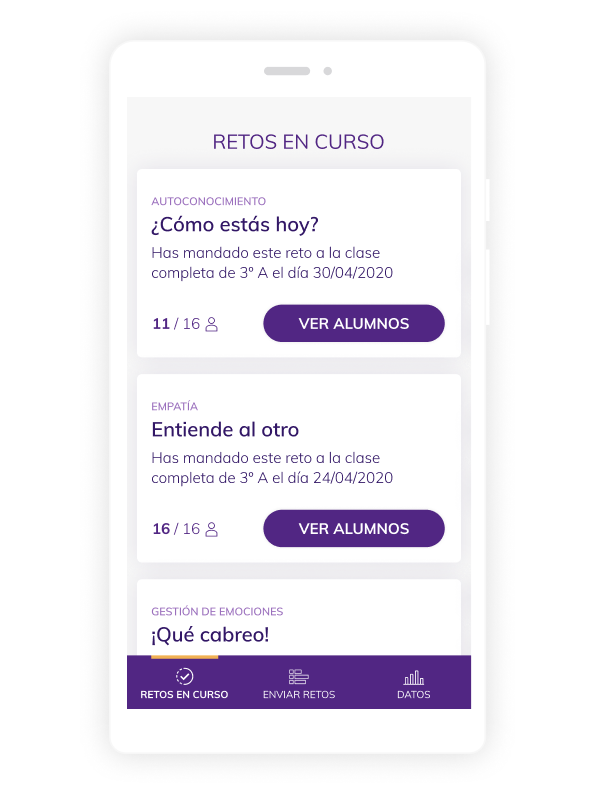 RETOS EN CURSO
AUTOCONOCIMIENTO
¿Cómo estás hoy?
Has mandado este reto a la clase
completa de 3º A el día 30/04/2020
11 / 16
VER ALUMNOS
EMPATÍA
Entiende al otro
Has mandado este reto a la clase
completa de 3º A el día 24/04/2020
16 / 16
VER ALUMNOS
GESTIÓN DE EMOCIONES
¡Qué cabreo!
RETOS EN CURSO
ENVIAR RETOS
DATOS